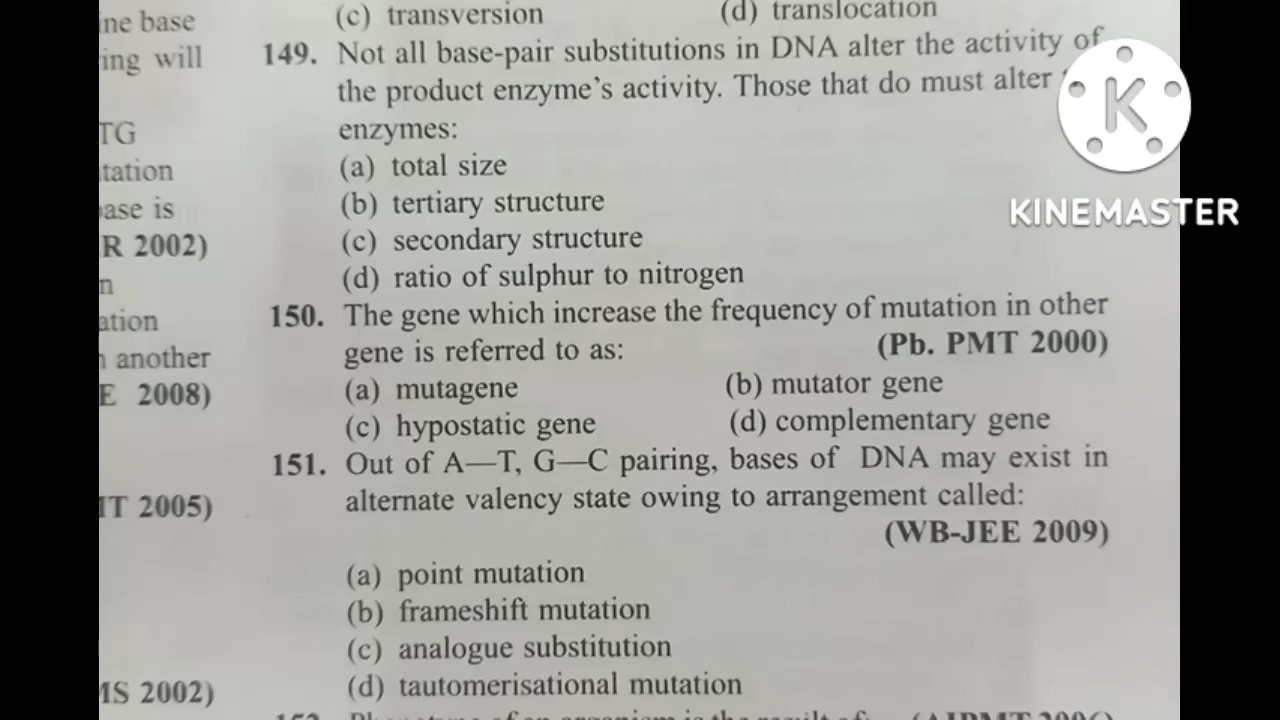 ine base
ing will
TG
tation
ase is
R 2002)
n
ation
another
E 2008)
IT 2005)
MS 2002)
(c) transversion (d) translocation
149. Not all base-pair substitutions in DNA alter the activity of
the product enzyme's activity. Those that do must alter
enzymes:
(a) total size
(b) tertiary structure
(c) secondary structure
(d) ratio of sulphur to nitrogen
150. The gene which increase the frequency of mutation in other
gene is referred to as: (Pb. PMT 2000)
(a) mutagene (b) mutator gene
(c) hypostatic gene (d) complementary gene
151. Out of A—T, G—C pairing, bases of DNA may exist in
alternate valency state owing to arrangement called:
(WB-JEE 2009)
(a) point mutation
(b) frameshift mutation
(c) analogue substitution
(d) tautomerisational mutation
K
KINEMASTER